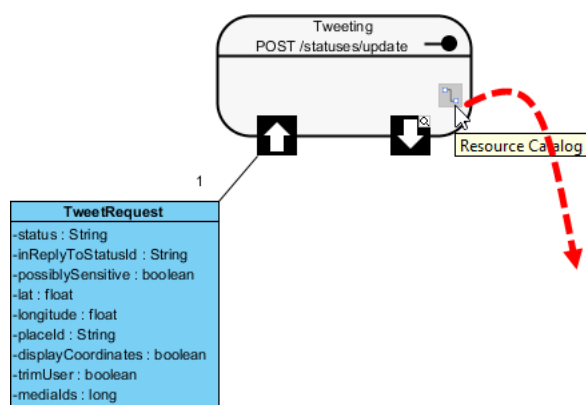 Tweeting
POST /statuses/update
Resource Catalog
1
TweetRequest
-status : String
-inReplyToStatusId : String
-possiblySensitive : boolean
-lat : float
-longitude : float
-placeId : String
-displayCoordinates : boolean
-trimUser : boolean
-mediaIds : long